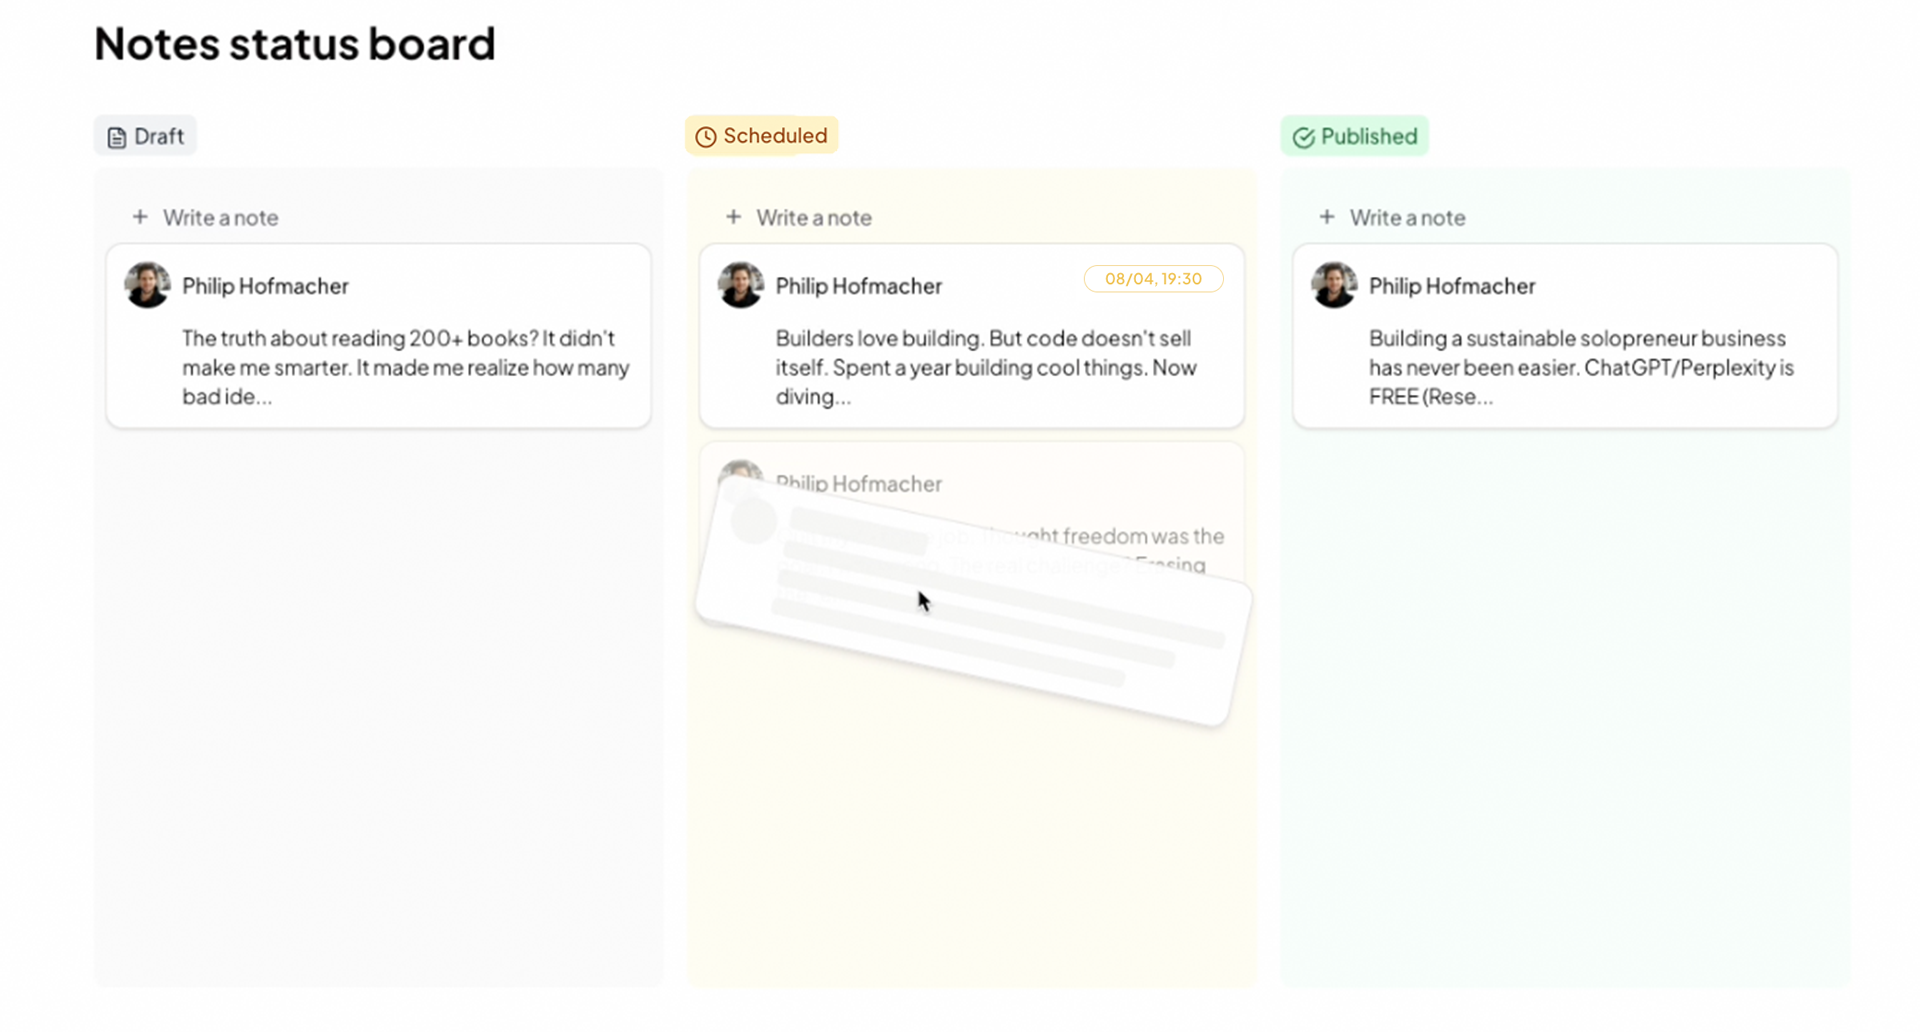 Notes status board
Draft
Write a note
Philip Hofmacher
The truth about reading 200+ books? It didn't
make me smarter. It made me realize how many
bad ide...
Scheduled
Write a note
Philip Hofmacher
08/04, 19:30
Builders love building. But code doesn't sell
itself. Spent a year building cool things. Now
diving...
Philip Hofmacher
thought freedom was the
The real challenge? Erasing
Published
Write a note
Philip Hofmacher
Building a sustainable solopreneur business
has never been easier. ChatGPT/Perplexity is
FREE (Rese...